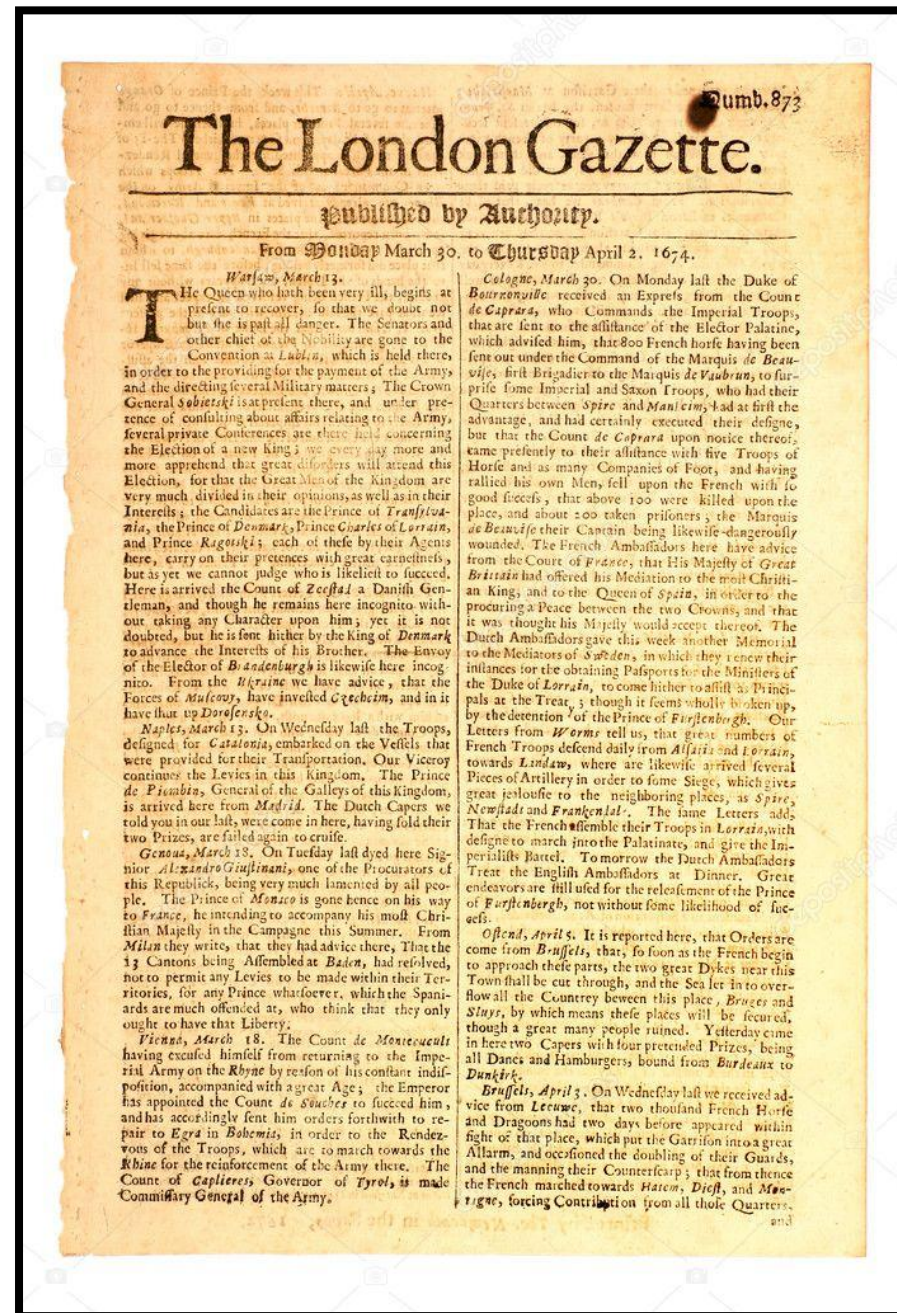 Numb.873
The London Gazette.
Published by Authority.
From Monday March 30. to Thursday April 2. 1674.
Warſaw, March 13.
THe Queen who hath been very ill, begins at
preſent to recover, ſo that we doubt not
but ſhe is paſt all danger. The Senators and
other chief of the Nobility are gone to the
Convention at Lublin, which is held there,
in order to the providing for the payment of the Army,
and the directing ſeveral Military matters; The Crown
General Sobietski is at preſent there, and under pre-
tence of conſulting about affairs relating to the Army,
ſeveral private Conferences are there held concerning
the Election of a new King; we every day more and
more apprehend that great diſorders will attend this
Election, for that the Great Men of the Kingdom are
very much divided in their opinions, as well as in their
Intereſts; the Candidates are the Prince of Tranſylva-
nia, the Prince of Denmark, Prince Charles of Lorrain,
and Prince Ragotski; each of theſe by their Agents
here, carry on their pretences with great earneſtneſs,
but as yet we cannot judge who is likelieſt to ſucceed.
Here is arrived the Count of Zeeſtal a Daniſh Gen-
tleman, and though he remains here incognito with-
out taking any Character upon him; yet it is not
doubted, but he is ſent hither by the King of Denmark
to advance the Intereſts of his Brother. The Envoy
of the Elector of Brandenburgh is likewiſe here incog-
nito. From the Ukraine we have advice, that the
Forces of Muſcovy, have inveſted Czecheim, and in it
have ſhut up Doroſensko.
Naples, March 13. On Wedneſday laſt the Troops,
deſigned for Catalonia, embarked on the Veſſels that
were provided for their Tranſportation. Our Viceroy
continues the Levies in this Kingdom. The Prince
de Piombin, General of the Galleys of this Kingdom,
is arrived here from Madrid. The Dutch Capers we
told you in our laſt, were come in here, having ſold their
two Prizes, are ſailed again to cruiſe.
Genoua, March 18. On Tueſday laſt dyed here Sig-
nior Alexandro Giuſtinani, one of the Procurators of
this Republick, being very much lamented by all peo-
ple. The Prince of Monaco is gone hence on his way
to France, he intending to accompany his moſt Chri-
ſtian Majeſty in the Campagne this Summer. From
Milan they write, that they had advice there, That the
13 Cantons being Aſſembled at Baden, had reſolved,
not to permit any Levies to be made within their Ter-
ritories, for any Prince whatſoever, which the Spani-
ards are much offended at, who think that they only
ought to have that Liberty.
Vienna, March 18. The Count de Montecuculi
having excuſed himſelf from returning to the Impe-
rial Army on the Rhyne by reaſon of his conſtant indiſ-
poſition, accompanied with a great Age; the Emperor
has appointed the Count de Souches to ſucceed him,
and has accordingly ſent him orders forthwith to re-
pair to Egra in Bohemia, in order to the Rendez-
vous of the Troops, which are to march towards the
Rhine for the reinforcement of the Army there. The
Count of Caplieres, Governor of Tyrol, is made
Commiſſary General of the Army.
Cologne, March 30. On Monday laſt the Duke of
Bournonville received an Expreſs from the Count
de Caprara, who Commands the Imperial Troops,
that are ſent to the aſſiſtance of the Elector Palatine,
which adviſed him, that 800 French horſe having been
ſent out under the Command of the Marquis de Beau-
viſe, firſt Brigadier to the Marquis de Vaubrun, to ſur-
priſe ſome Imperial and Saxon Troops, who had their
Quarters between Spire and Manheim, had at firſt the
advantage, and had certainly executed their deſigne,
but that the Count de Caprara upon notice thereof,
came preſently to their aſſiſtance with five Troops of
Horſe and as many Companies of Foot, and having
rallied his own Men, fell upon the French with ſo
good ſucceſs, that above 100 were killed upon the
place, and about 200 taken priſoners; the Marquis
de Beauviſe their Captain being likewiſe dangerouſly
wounded. The French Ambaſſadors here have advice
from the Court of France, that His Majeſty of Great
Brittain had offered his Mediation to the moſt Chriſti-
an King, and to the Queen of Spain, in order to the
procuring a Peace between the two Crowns, and that
it was thought his Majeſty would accept thereof. The
Dutch Ambaſſadors gave this week another Memorial
to the Mediators of Sweden, in which they renew their
inſtances for the obtaining Paſports for the Miniſters of
the Duke of Lorrain, to come hither to aſſiſt as Princi-
pals at the Treaty; though it ſeems wholly broken up,
by the detention of the Prince of Furſtenbergh. Our
Letters from Worms tell us, that great numbers of
French Troops deſcend daily from Alſatia and Lorrain,
towards Landaw, where are likewiſe arrived ſeveral
Pieces of Artillery in order to ſome Siege, which gives
great jealouſie to the neighboring places, as Spire,
Newſtadt and Frankendal. The ſame Letters add,
That the French aſſemble their Troops in Lorrain, with
deſigne to march into the Palatinate, and give the Im-
perialiſts Battel. To morrow the Dutch Ambaſſadors
Treat the Engliſh Ambaſſadors at Dinner. Great
endeavors are ſtill uſed for the releaſement of the Prince
of Furſtenbergh, not without ſome likelihood of ſuc-
ceſs.
Oſtend, April 5. It is reported here, that Orders are
come from Bruſſels, that, ſo ſoon as the French begin
to approach theſe parts, the two great Dykes near this
Town ſhall be cut through, and the Sea let in to over-
flow all the Countrey beween this place, Bruges and
Sluys, by which means theſe places will be ſecured,
though a great many people ruined. Yeſterday came
in here two Capers with four pretended Prizes, being
all Danes and Hamburgers, bound from Burdeaux to
Dunkirk.
Bruſſels, April 3. On Wedneſday laſt we received ad-
vice from Leeuwe, that two thouſand French Horſe
and Dragoons had two days before appeared within
ſight of that place, which put the Garriſon into a great
Allarm, and occaſioned the doubling of their Guards,
and the manning their Counterſcarp; that from thence
the French marched towards Halem, Dieſt, and Mon-
tigne, forcing Contribution from all thoſe Quarters,
and